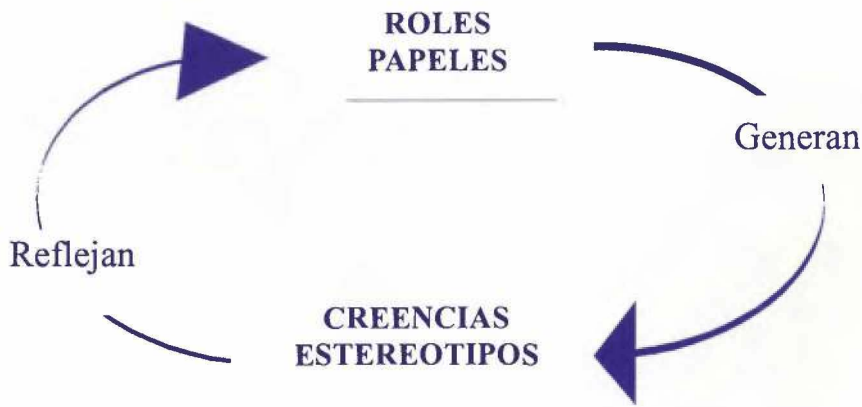 ROLES
PAPELES
Generan
Reflejan
CREENCIAS
ESTEREOTIPOS